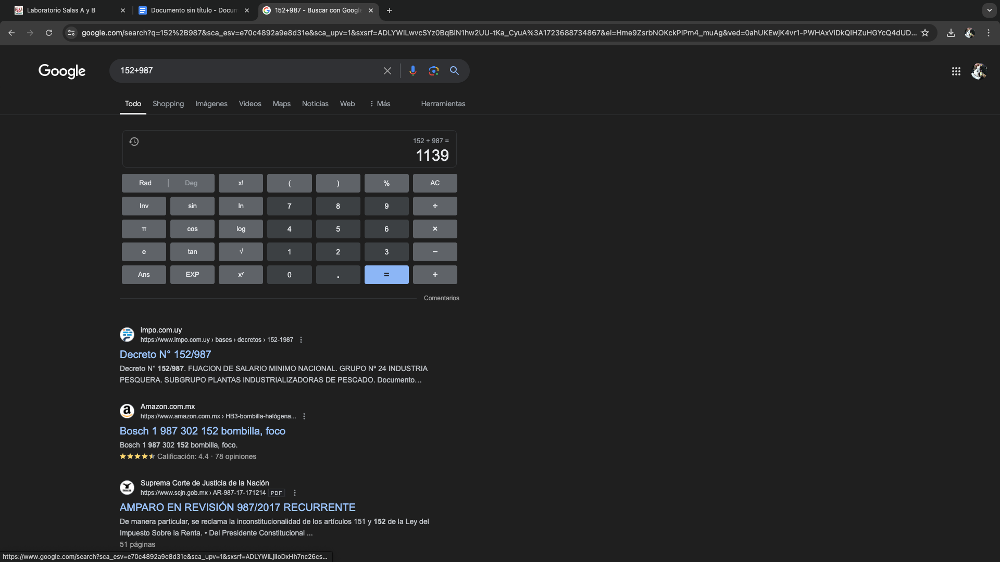 Laboratorio Salas A y B
Documento sin título - Docum
152+987 - Buscar con Google
google.com/search?q=152%2B987&sca_esv=e70c4892a9e8d31e&sca_upv=1&sxsrf=ADLYWILwvcSYz0BqBiN1hw2UU-tKa_CyuA%3A1723688734867&ei=Hme9ZsrbNOKckPIPm4_muAg&ved=0ahUKEwjK4vr1-PWHAxViDkQIHZuHGYcQ4dUD...
Google
152+987
Todo Shopping Imágenes Videos Maps Noticias Web Más Herramientas
152 + 987 =
1139
Rad | Deg x! ( ) % AC
Inv sin ln 7 8 9 ÷
π cos log 4 5 6 ×
e tan √ 1 2 3 −
Ans EXP xʸ 0 . = +
Comentarios
impo.com.uy
https://www.impo.com.uy › bases › decretos › 152-1987
Decreto N° 152/987
Decreto N° 152/987. FIJACION DE SALARIO MINIMO NACIONAL. GRUPO Nº 24 INDUSTRIA
PESQUERA. SUBGRUPO PLANTAS INDUSTRIALIZADORAS DE PESCADO. Documento...
a
Amazon.com.mx
https://www.amazon.com.mx › HB3-bombilla-halógena...
Bosch 1 987 302 152 bombilla, foco
Bosch 1 987 302 152 bombilla, foco.
Calificación: 4.4 · 78 opiniones
Suprema Corte de Justicia de la Nación
https://www.scjn.gob.mx › AR-987-17-171214 PDF
AMPARO EN REVISIÓN 987/2017 RECURRENTE
De manera particular, se reclama la inconstitucionalidad de los artículos 151 y 152 de la Ley del
Impuesto Sobre la Renta. • Del Presidente Constitucional ...
51 páginas
https://www.google.com/search?sca_esv=e70c4892a9e8d31e&sca_upv=1&sxsrf=ADLYWILjlloDxHh7nc26cs...